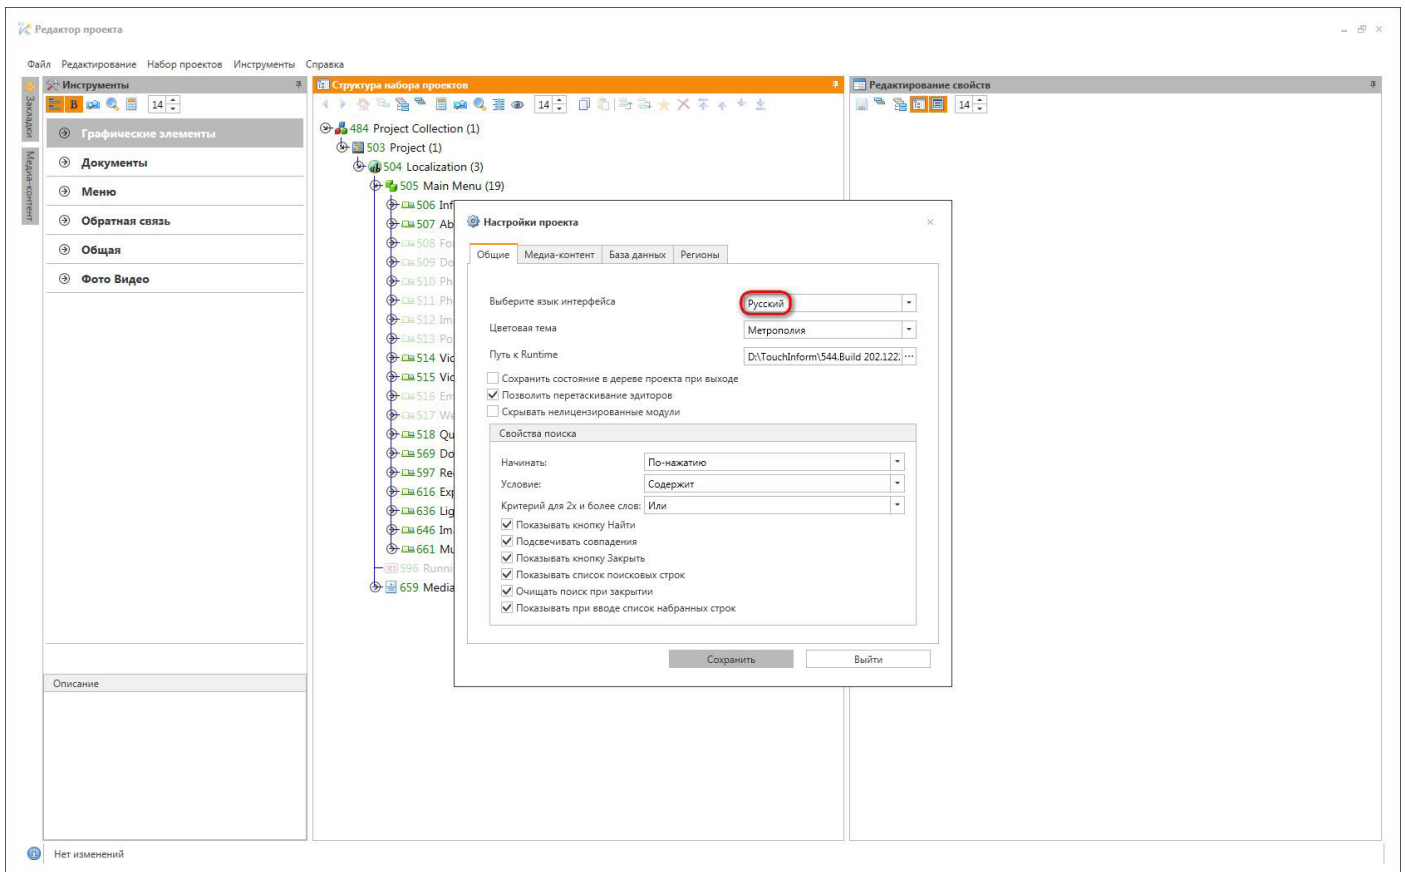 Редактор проекта
Файл Редактирование Набор проектов Инструменты Справка
Закладки
Медиа-контент
Инструменты
B 14
Графические элементы
Документы
Меню
Обратная связь
Общая
Фото Видео
Описание
Структура набора проектов
14
484 Project Collection (1)
503 Project (1)
504 Localization (3)
505 Main Menu (19)
506 Inf
507 Ab
508 Fo
509 Do
510 Ph
511 Ph
512 Im
513 Po
514 Vid
515 Vid
516 Em
517 We
518 Qu
569 Do
597 Re
616 Exp
636 Lig
646 Im
661 Mu
596 Runni
659 Media
Редактирование свойств
14
Настройки проекта
Общие Медиа-контент База данных Регионы
Выберите язык интерфейса Русский
Цветовая тема Метрополия
Путь к Runtime D:\TouchInform\544.Build 202.122
Сохранить состояние в дереве проекта при выходе
Позволить перетаскивание эдиторов
Скрывать нелицензированные модули
Свойства поиска
Начинать: По-нажатию
Условие: Содержит
Критерий для 2х и более слов: Или
Показывать кнопку Найти
Подсвечивать совпадения
Показывать кнопку Закрыть
Показывать список поисковых строк
Очищать поиск при закрытии
Показывать при вводе список набранных строк
Сохранить Выйти
Нет изменений